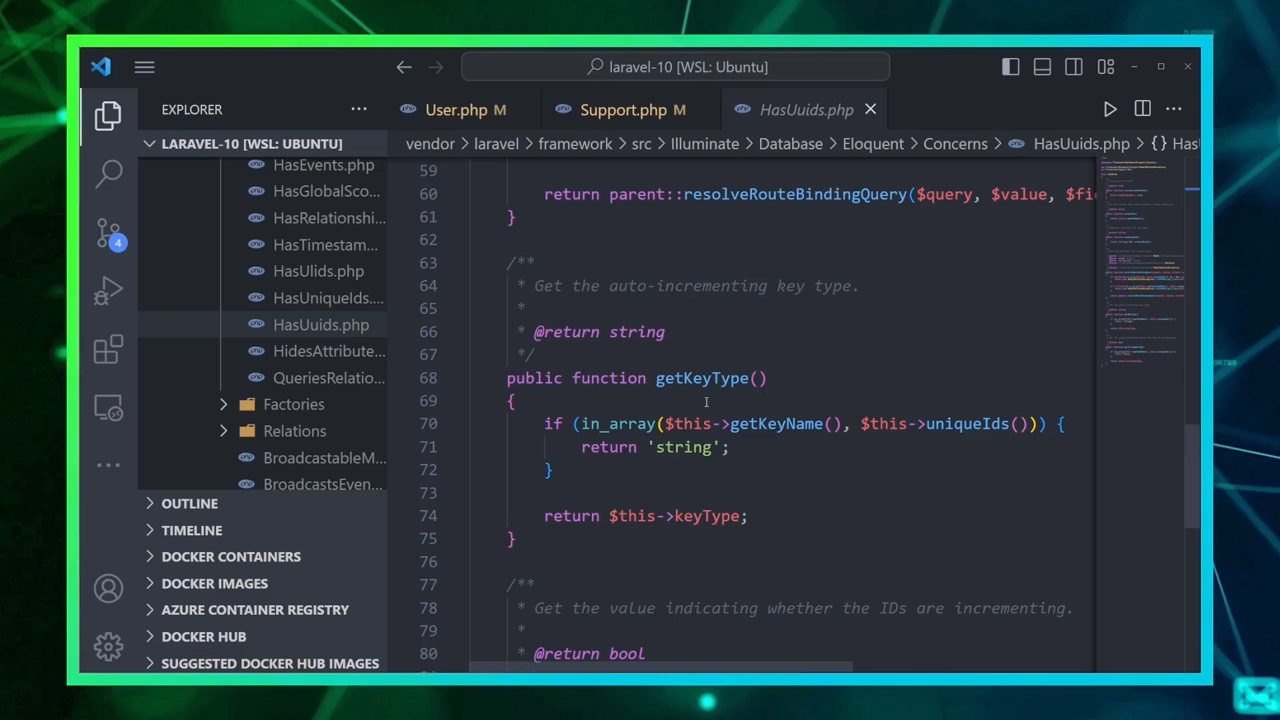 laravel-10 [WSL: Ubuntu]
EXPLORER
User.php M
Support.php M
HasUuids.php
LARAVEL-10 [WSL: UBUNTU]
vendor laravel framework src Illuminate Database Eloquent Concerns HasUuids.php {} Has
HasEvents.php
HasGlobalSco...
HasRelationshi...
HasTimestam...
HasUlids.php
HasUniqueIds....
HasUuids.php
HidesAttribute...
QueriesRelatio...
Factories
Relations
BroadcastableM...
BroadcastsEven...
4
OUTLINE
TIMELINE
DOCKER CONTAINERS
DOCKER IMAGES
AZURE CONTAINER REGISTRY
DOCKER HUB
SUGGESTED DOCKER HUB IMAGES
59
60 return parent::resolveRouteBindingQuery($query, $value, $fi
61 }
62
63 /**
64 * Get the auto-incrementing key type.
65 *
66 * @return string
67 */
68 public function getKeyType()
69 {
70 if (in_array($this->getKeyName(), $this->uniqueIds())) {
71 return 'string';
72 }
73
74 return $this->keyType;
75 }
76
77 /**
78 * Get the value indicating whether the IDs are incrementing.
79 *
80 * @return bool